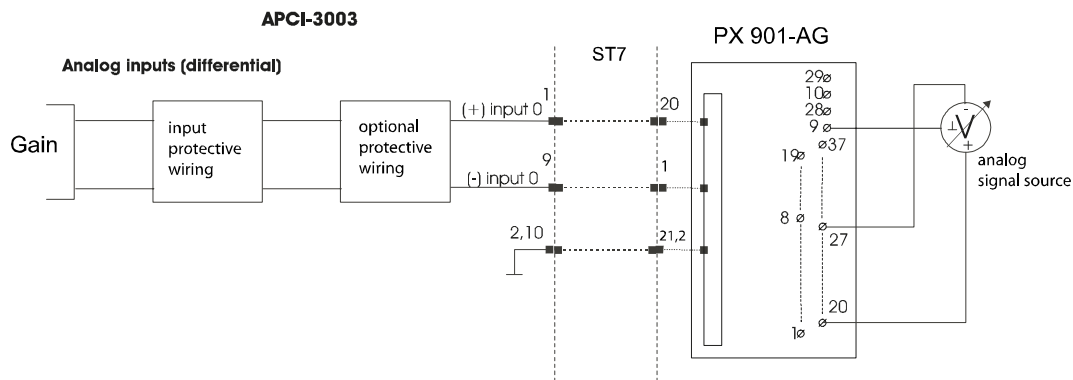 APCI-3003
Analog inputs (differential)
Gain
input
protective
wiring
optional
protective
wiring
(+) input 0
1
(-) input 0
9
2,10
ST7
20
1
21,2
PX 901-AG
29
10
28
9
37
19
8
27
20
1
-
V
⊥
+
analog
signal source